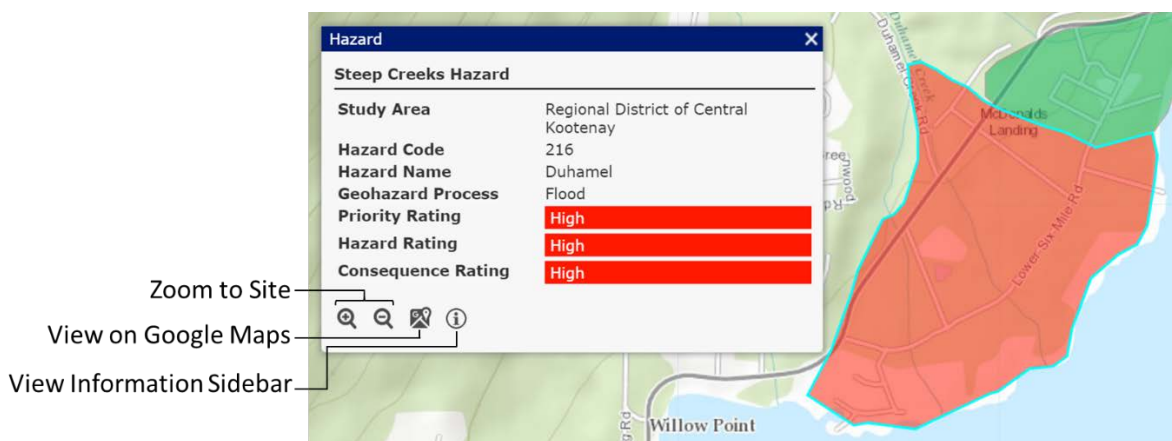 Hazard
Steep Creeks Hazard
Study Area Regional District of Central
Kootenay
Hazard Code 216
Hazard Name Duhamel
Geohazard Process Flood
Priority Rating High
Hazard Rating High
Consequence Rating High
Zoom to Site
View on Google Maps
View Information Sidebar
Duhamel Creek
Duhamel Creek Rd
McDonalds
Landing
Lower Six Mile Rd
Willow Point